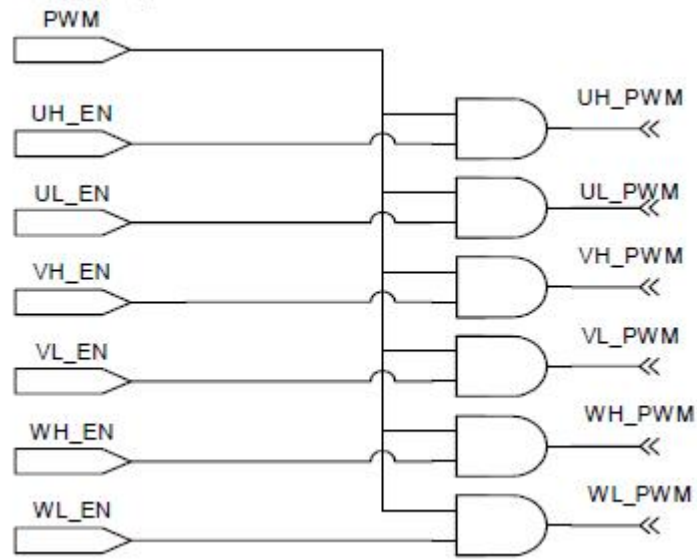 PWM
UH_EN
UH_PWM
UL_EN
UL_PWM
VH_EN
VH_PWM
VL_EN
VL_PWM
WH_EN
WH_PWM
WL_EN
WL_PWM